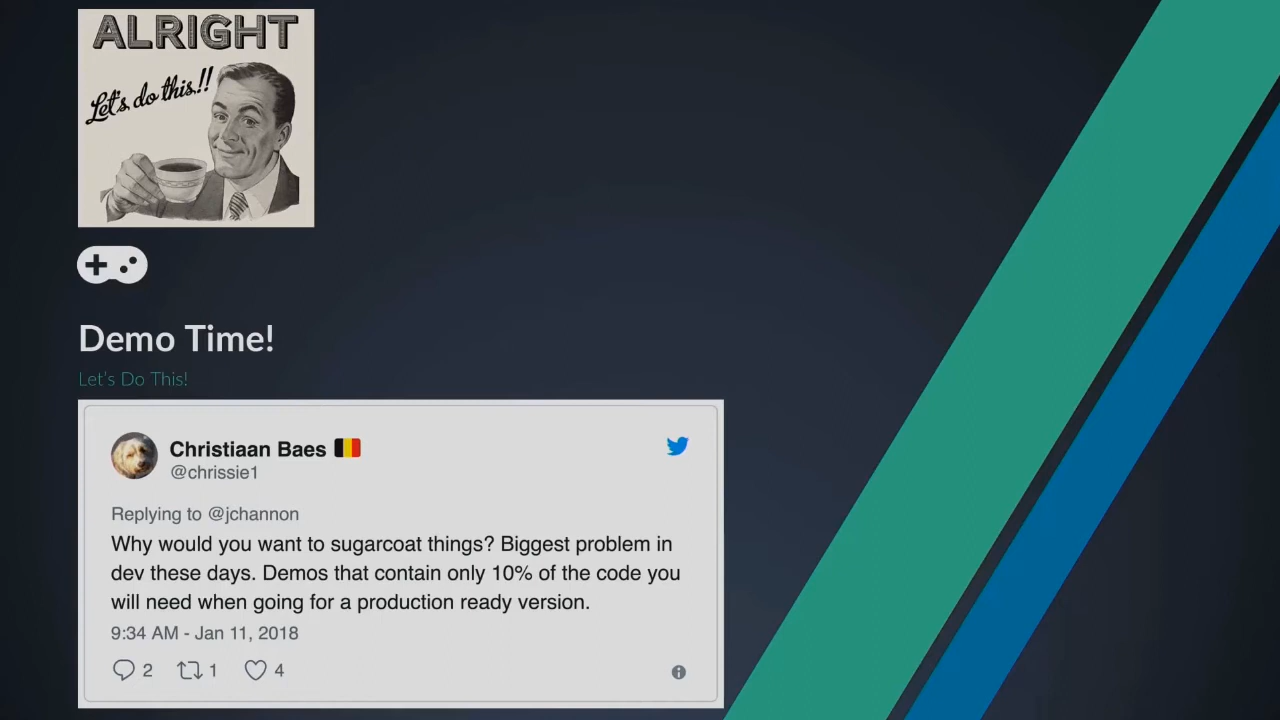 ALRIGHT
Let's do this!!
Demo Time!
Let's Do This!
Christiaan Baes
@chrissie1
Replying to @jchannon
Why would you want to sugarcoat things? Biggest problem in
dev these days. Demos that contain only 10% of the code you
will need when going for a production ready version.
9:34 AM - Jan 11, 2018
2 1 4